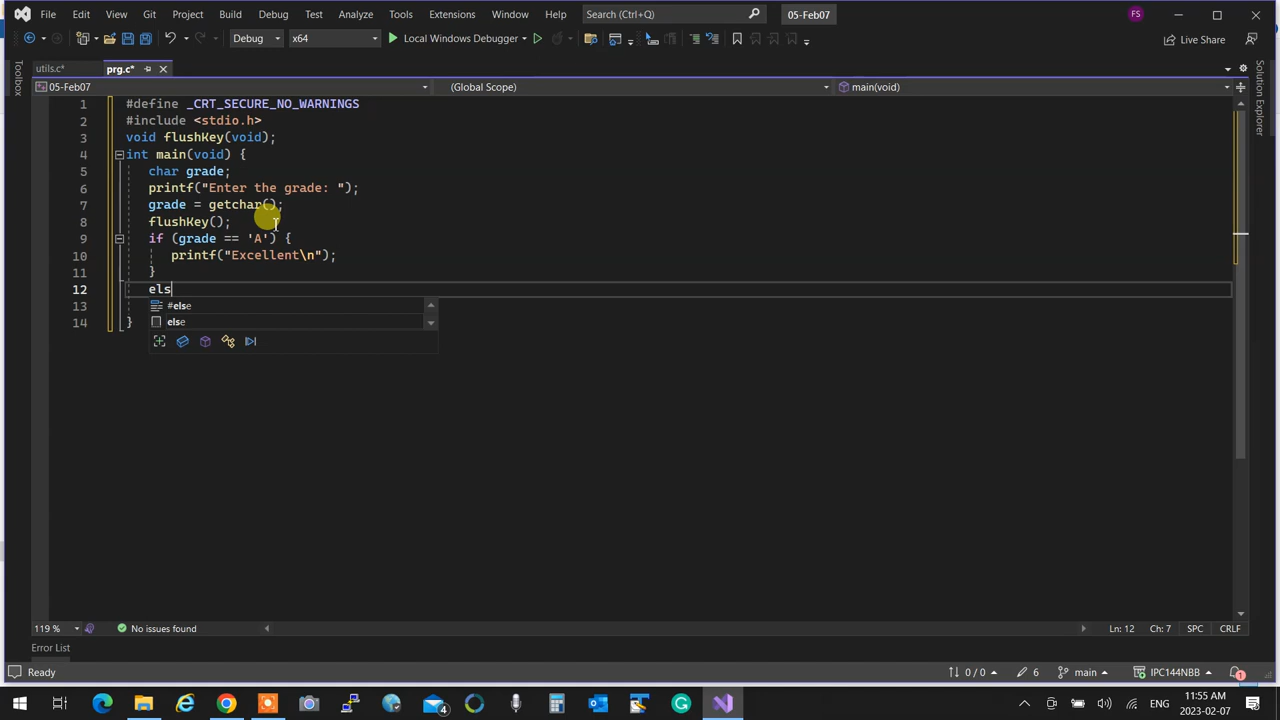 File Edit View Git Project Build Debug Test Analyze Tools Extensions Window Help Search (Ctrl+Q) 05-Feb07 FS
Debug x64 Local Windows Debugger Live Share
utils.c* prg.c*
05-Feb07 (Global Scope) main(void)
1 #define _CRT_SECURE_NO_WARNINGS
2 #include <stdio.h>
3 void flushKey(void);
4 int main(void) {
5 char grade;
6 printf("Enter the grade: ");
7 grade = getchar();
8 flushKey();
9 if (grade == 'A') {
10 printf("Excellent\n");
11 }
12 els
13 #else
else
14 }
Toolbox
Solution Explorer
119 % No issues found Ln: 12 Ch: 7 SPC CRLF
Error List
Ready 0 / 0 6 main IPC144NBB 1
4 ENG 11:55 AM
2023-02-07